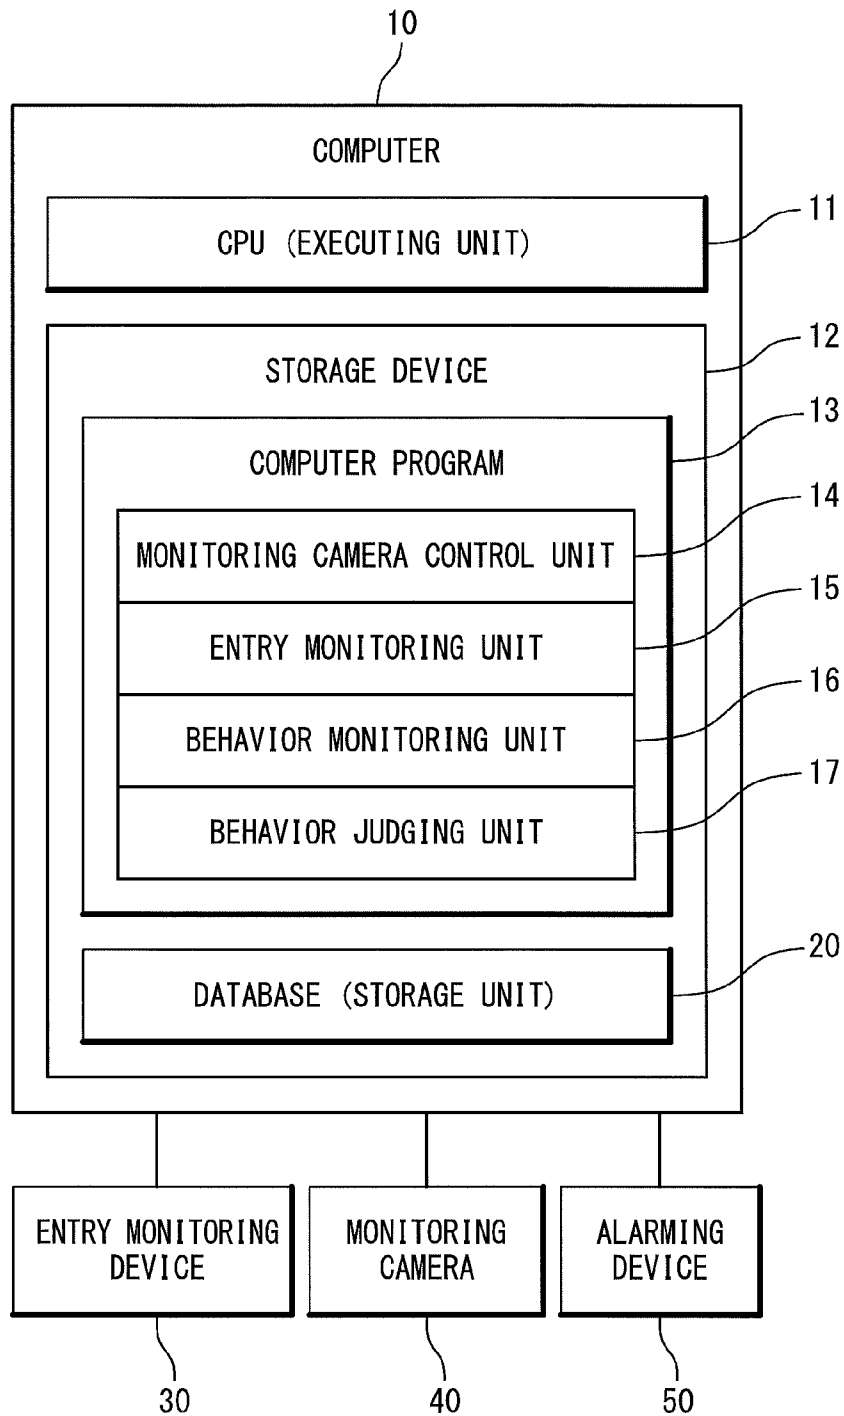 10
COMPUTER
11
CPU (EXECUTING UNIT)
12
STORAGE DEVICE
13
COMPUTER PROGRAM
14
MONITORING CAMERA CONTROL UNIT
15
ENTRY MONITORING UNIT
16
BEHAVIOR MONITORING UNIT
17
BEHAVIOR JUDGING UNIT
20
DATABASE (STORAGE UNIT)
ENTRY MONITORING
DEVICE
MONITORING
CAMERA
ALARMING
DEVICE
30
40
50